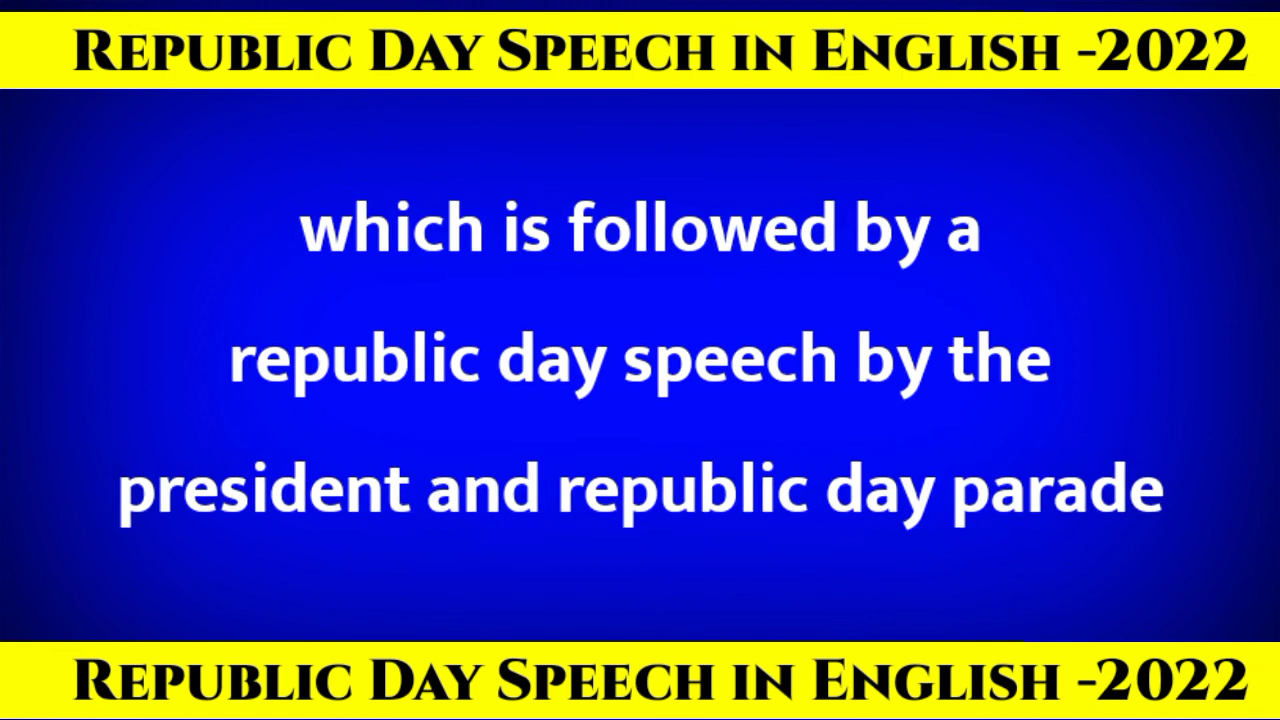 Republic Day Speech in English -2022
which is followed by a
republic day speech by the
president and republic day parade
Republic Day Speech in English -2022